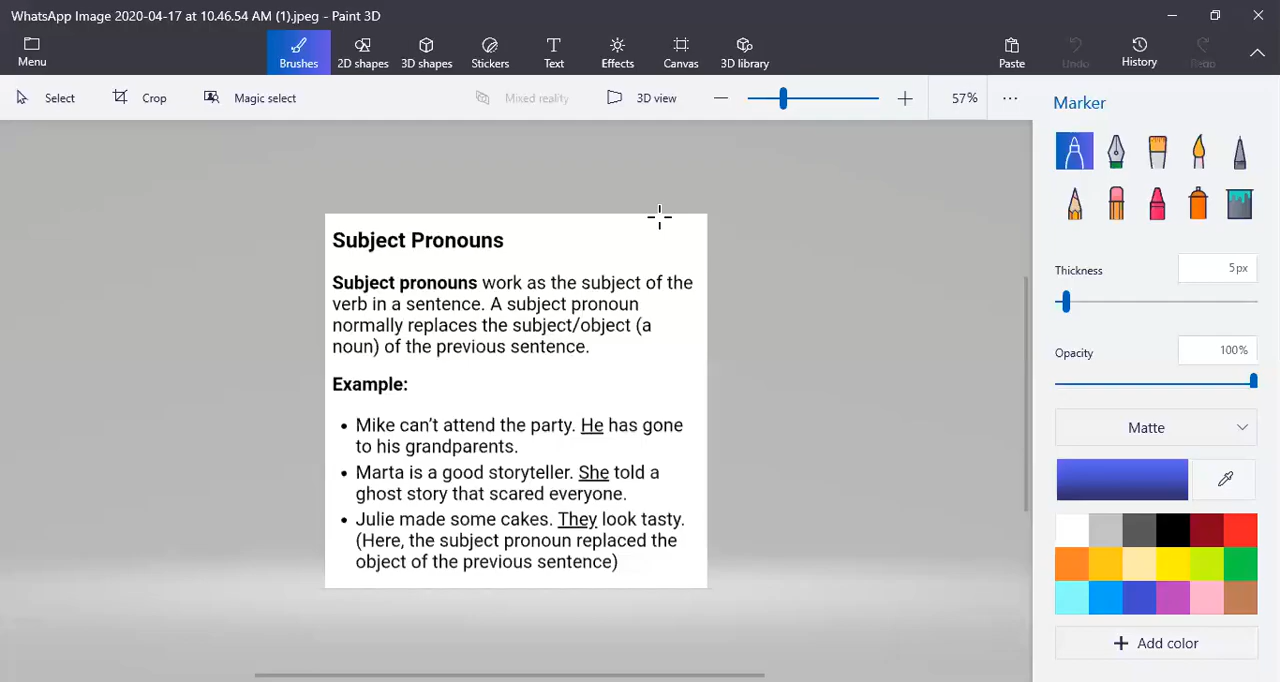 WhatsApp Image 2020-04-17 at 10.46.54 AM (1).jpeg - Paint 3D
Menu
Brushes
2D shapes
3D shapes
Stickers
Text
Effects
Canvas
3D library
Paste
Undo
History
Redo
Select
Crop
Magic select
Mixed reality
3D view
57%
Marker
Thickness
5px
Opacity
100%
Matte
Add color
Subject Pronouns
Subject pronouns work as the subject of the
verb in a sentence. A subject pronoun
normally replaces the subject/object (a
noun) of the previous sentence.
Example:
• Mike can't attend the party. He has gone
to his grandparents.
• Marta is a good storyteller. She told a
ghost story that scared everyone.
• Julie made some cakes. They look tasty.
(Here, the subject pronoun replaced the
object of the previous sentence)